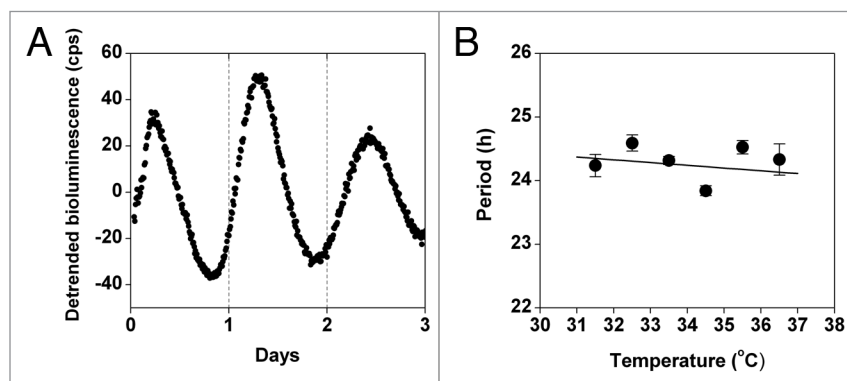 A
Detrended bioluminescence (cps)
60
40
20
0
-20
-40
0 1 2 3
Days
B
Period (h)
26
25
24
23
22
30 31 32 33 34 35 36 37 38
Temperature (°C)